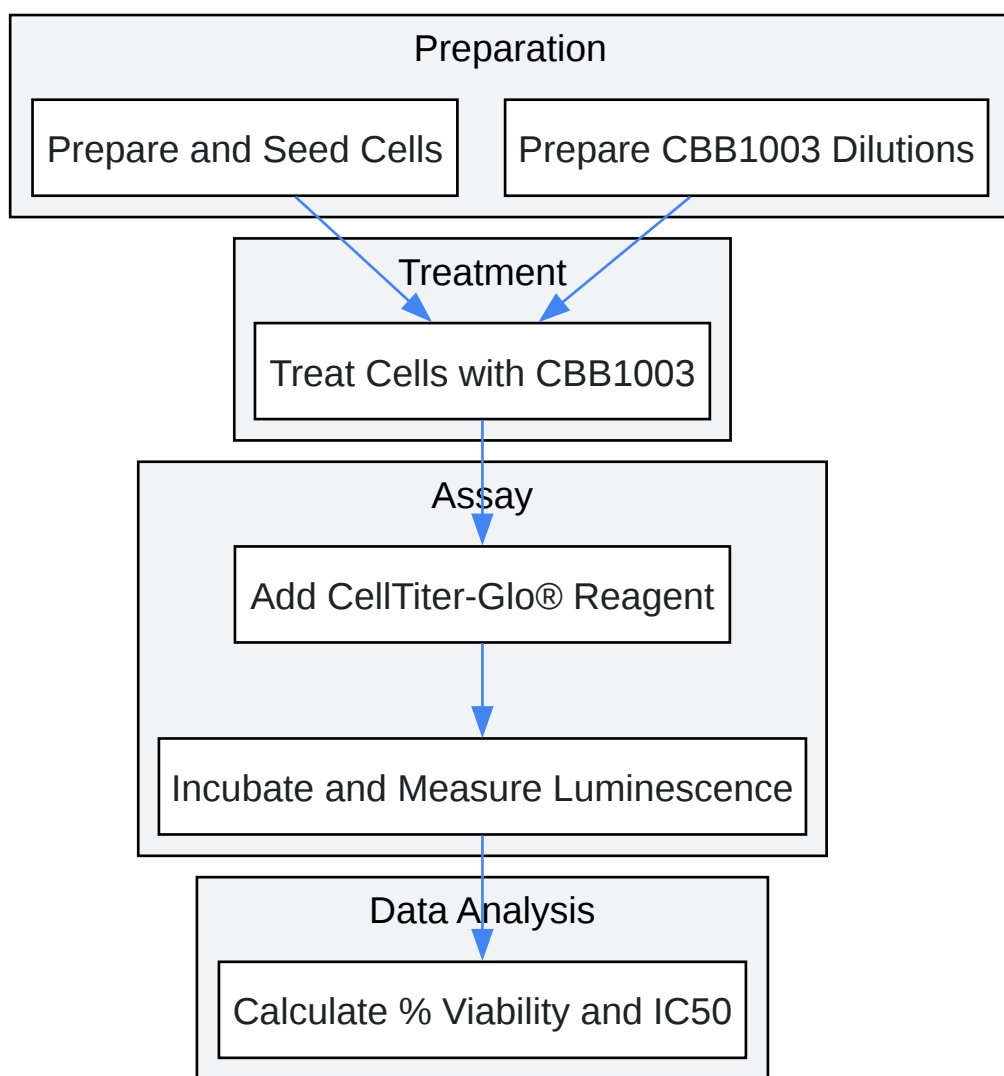 Preparation
Prepare and Seed Cells
Prepare CBB1003 Dilutions
Treatment
Treat Cells with CBB1003
Assay
Add CellTiter-Glo® Reagent
Incubate and Measure Luminescence
Data Analysis
Calculate % Viability and IC50